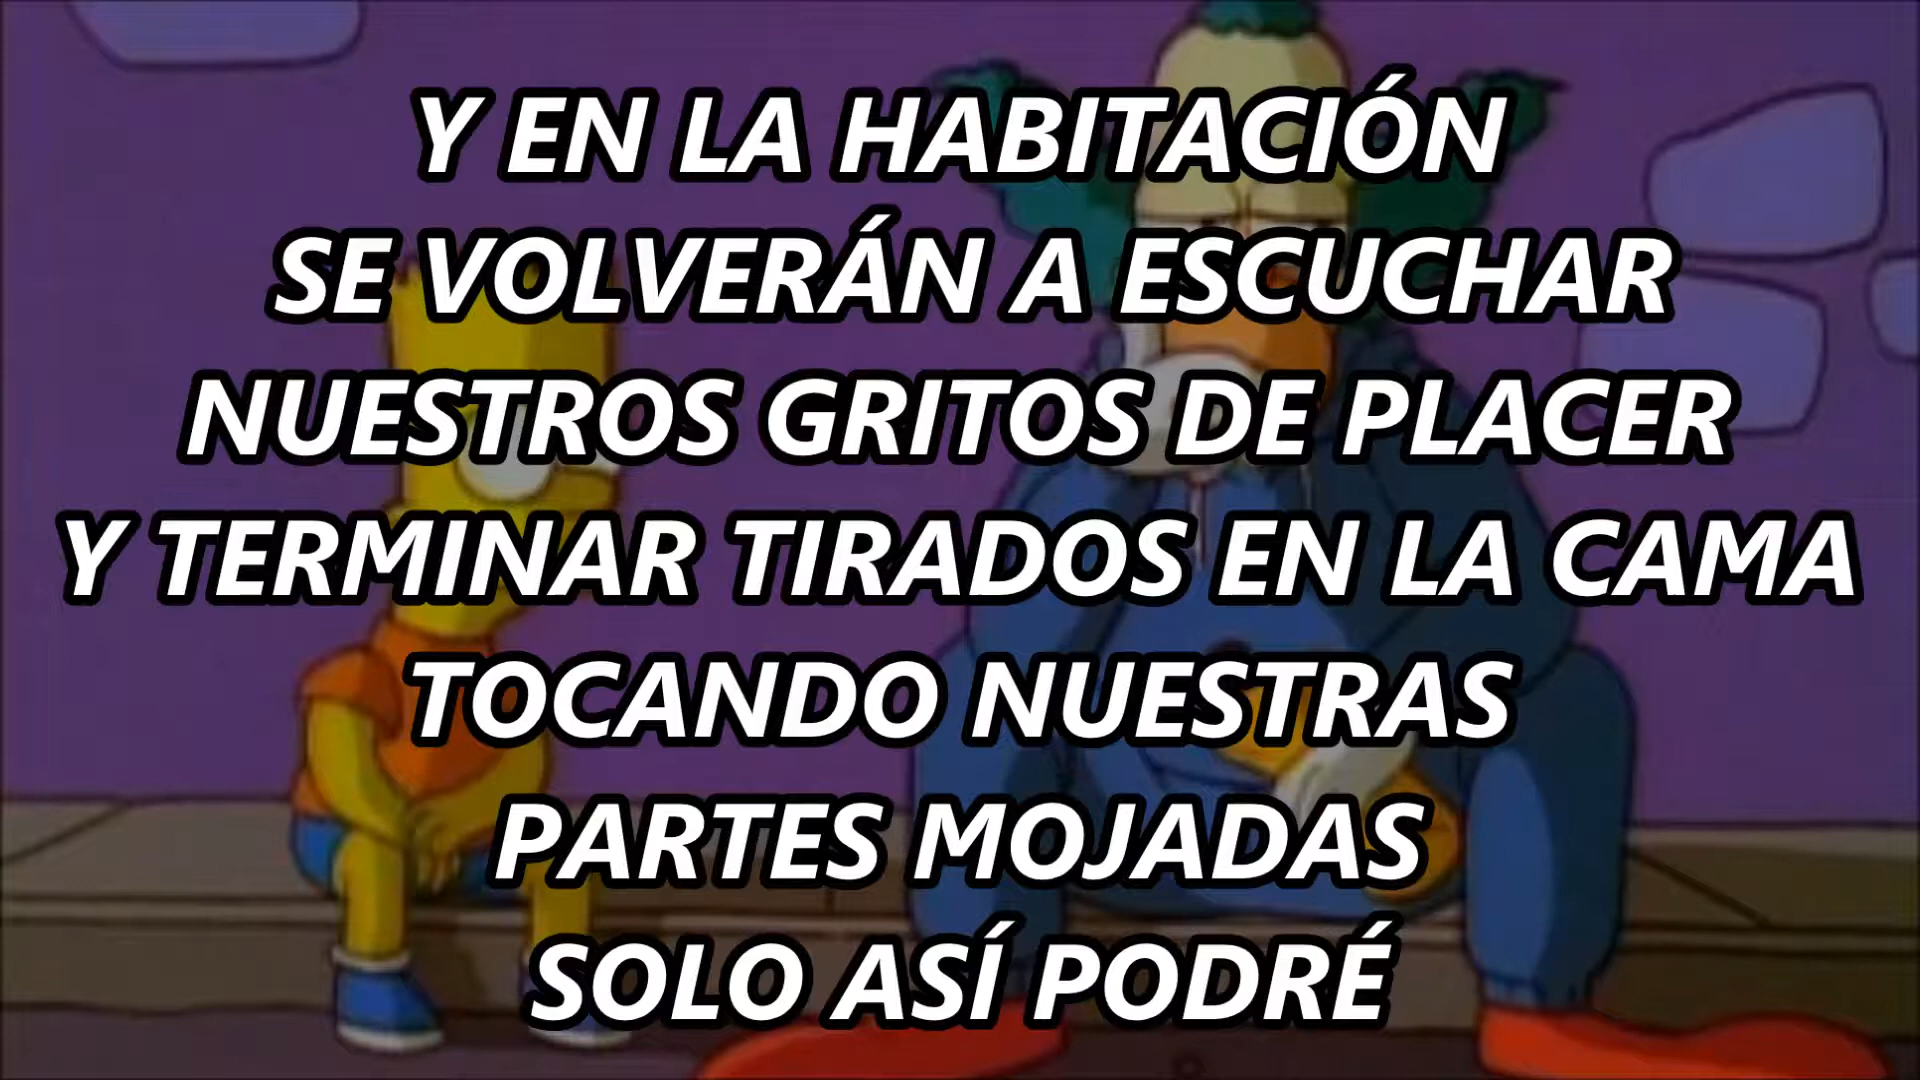 Y EN LA HABITACIÓN
SE VOLVERÁN A ESCUCHAR
NUESTROS GRITOS DE PLACER
Y TERMINAR TIRADOS EN LA CAMA
TOCANDO NUESTRAS
PARTES MOJADAS
SOLO ASÍ PODRÉ